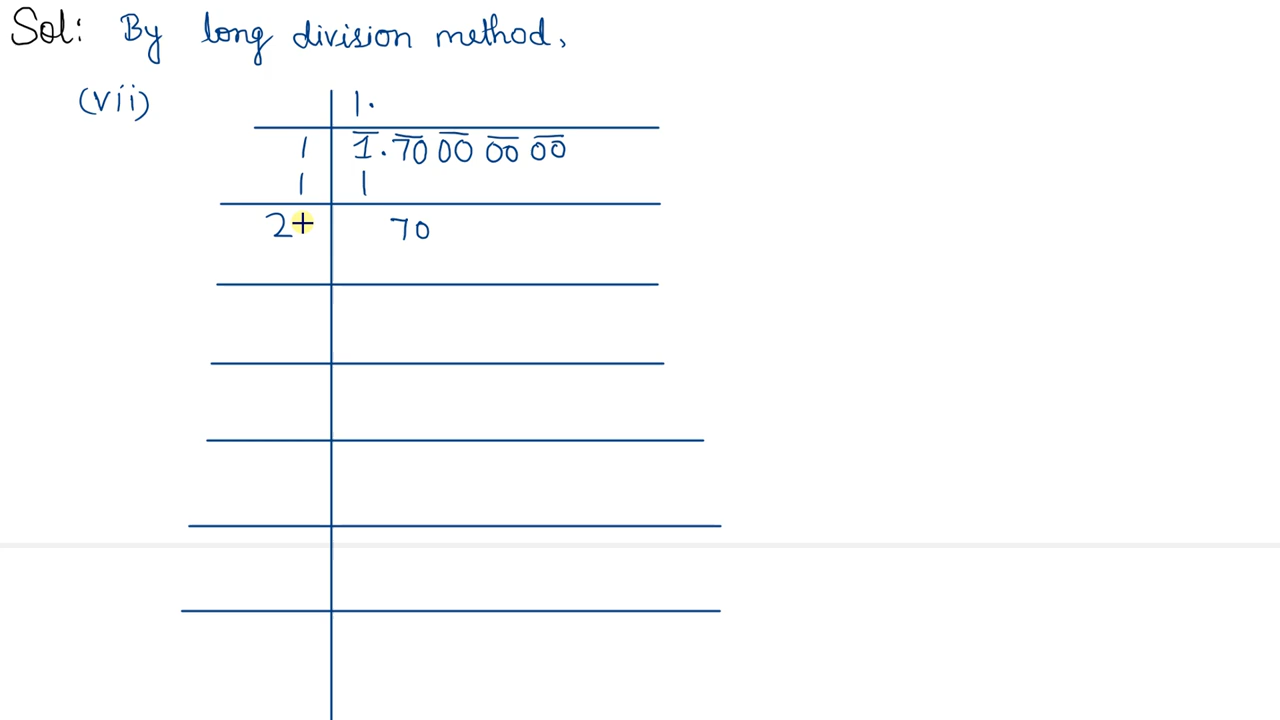 Sol: By long division method,
(vii) 1.
1 1.70 00 00 00
1 1
2 70